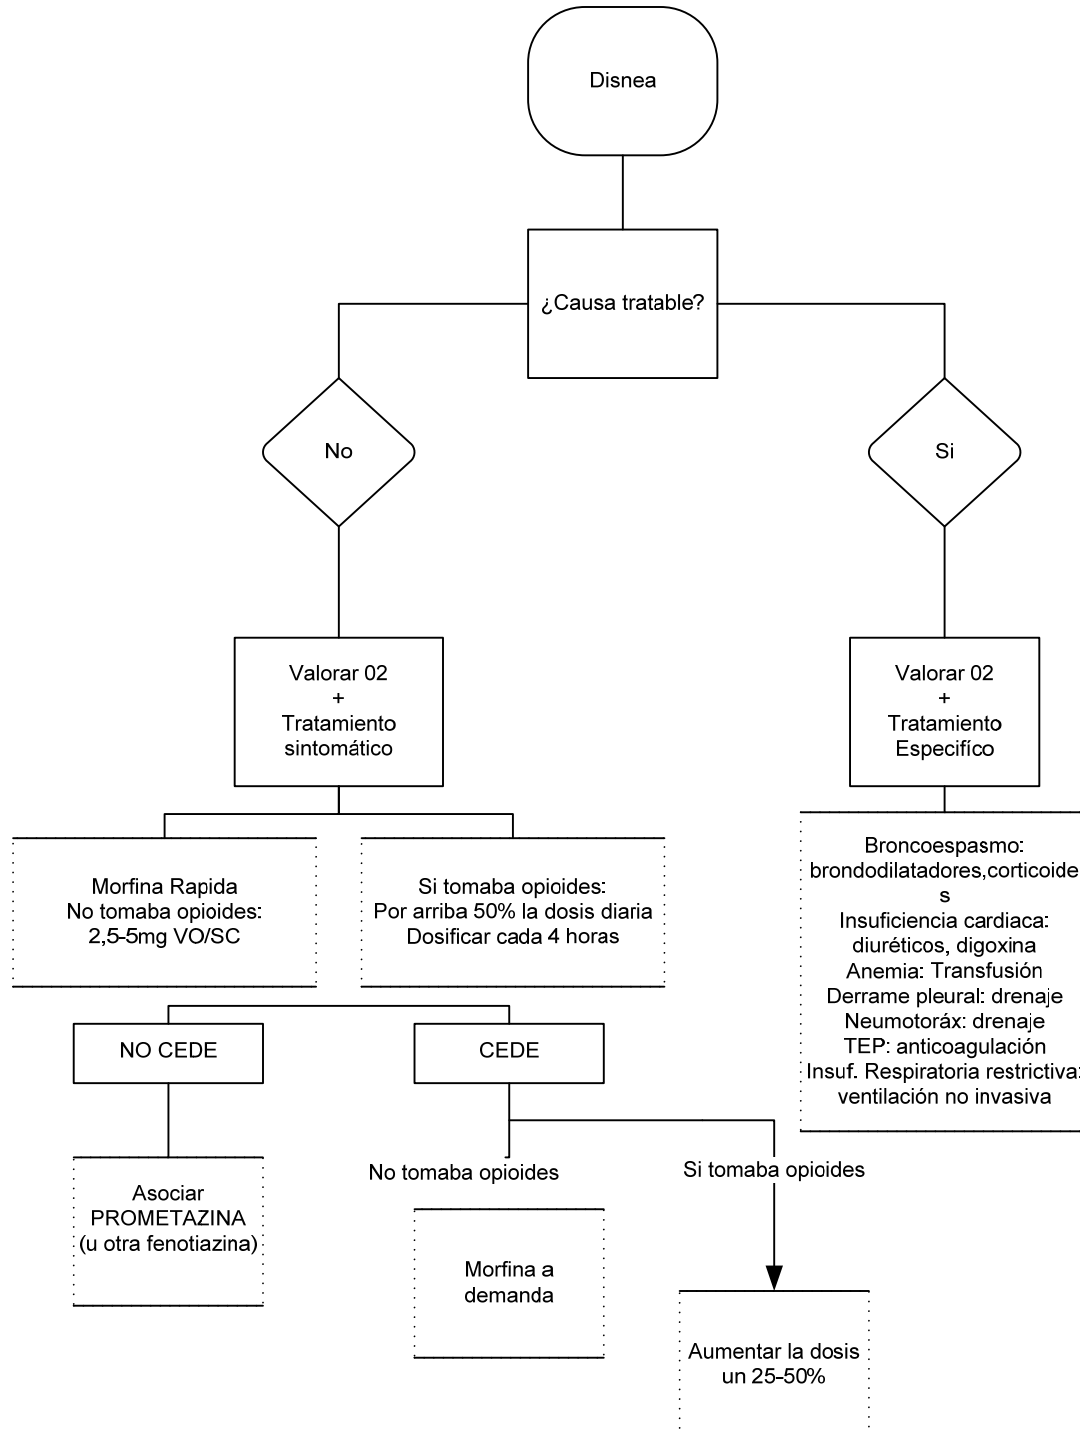 Disnea
¿Causa tratable?
No
Si
Valorar 02
+
Tratamiento
sintomático
Valorar 02
+
Tratamiento
Especifíco
Morfina Rapida
No tomaba opioides:
2,5-5mg VO/SC
Si tomaba opioides:
Por arriba 50% la dosis diaria
Dosificar cada 4 horas
Broncoespasmo:
brondodilatadores,corticoide
s
Insuficiencia cardiaca:
diuréticos, digoxina
Anemia: Transfusión
Derrame pleural: drenaje
Neumotoráx: drenaje
TEP: anticoagulación
Insuf. Respiratoria restrictiva:
ventilación no invasiva
NO CEDE
CEDE
No tomaba opioides
Si tomaba opioides
Asociar
PROMETAZINA
(u otra fenotiazina)
Morfina a
demanda
Aumentar la dosis
un 25-50%